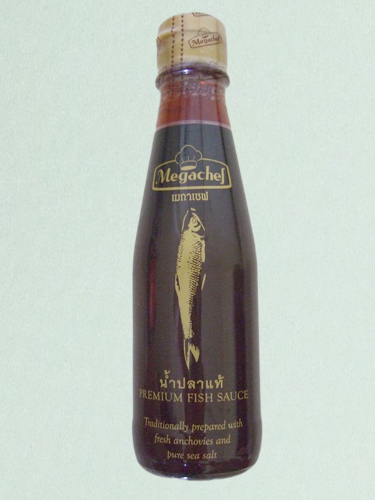 Megachef
Megachef
เมกาเชฟ
น้ำปลาแท้
PREMIUM FISH SAUCE
Traditionally prepared with
fresh anchovies and
pure sea salt